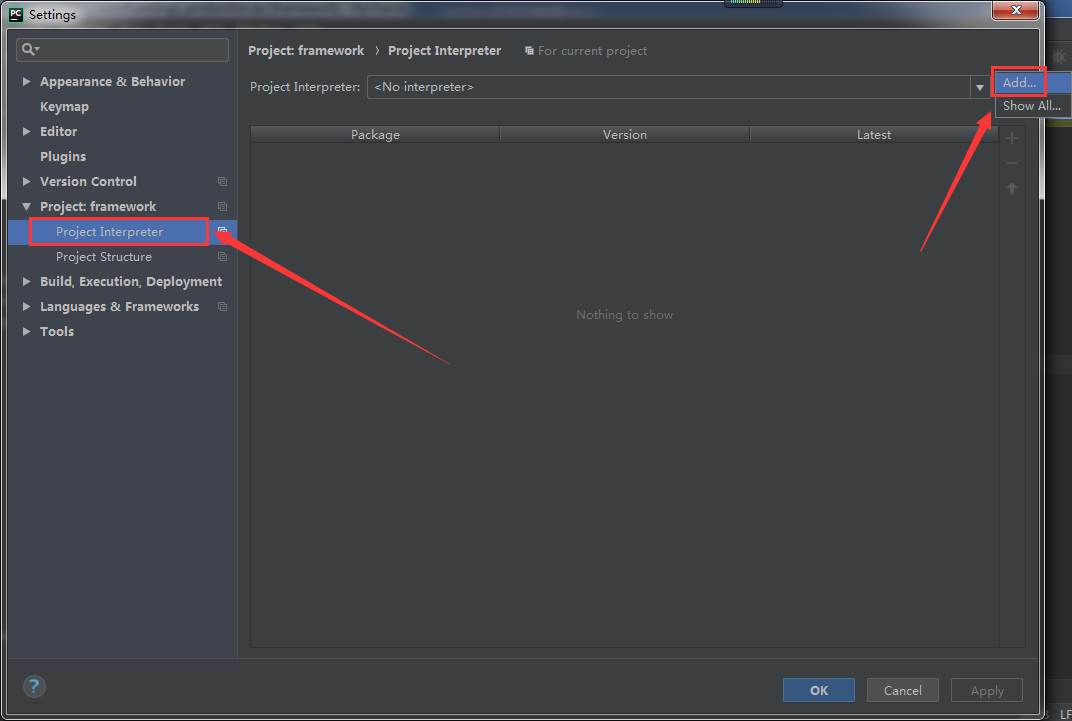 PC Settings
Project: framework › Project Interpreter For current project
Project Interpreter: <No interpreter>
Add...
Show All...
Appearance & Behavior
Keymap
Editor
Plugins
Version Control
Project: framework
Project Interpreter
Project Structure
Build, Execution, Deployment
Languages & Frameworks
Tools
Package Version Latest
Nothing to show
?
OK Cancel Apply
LF